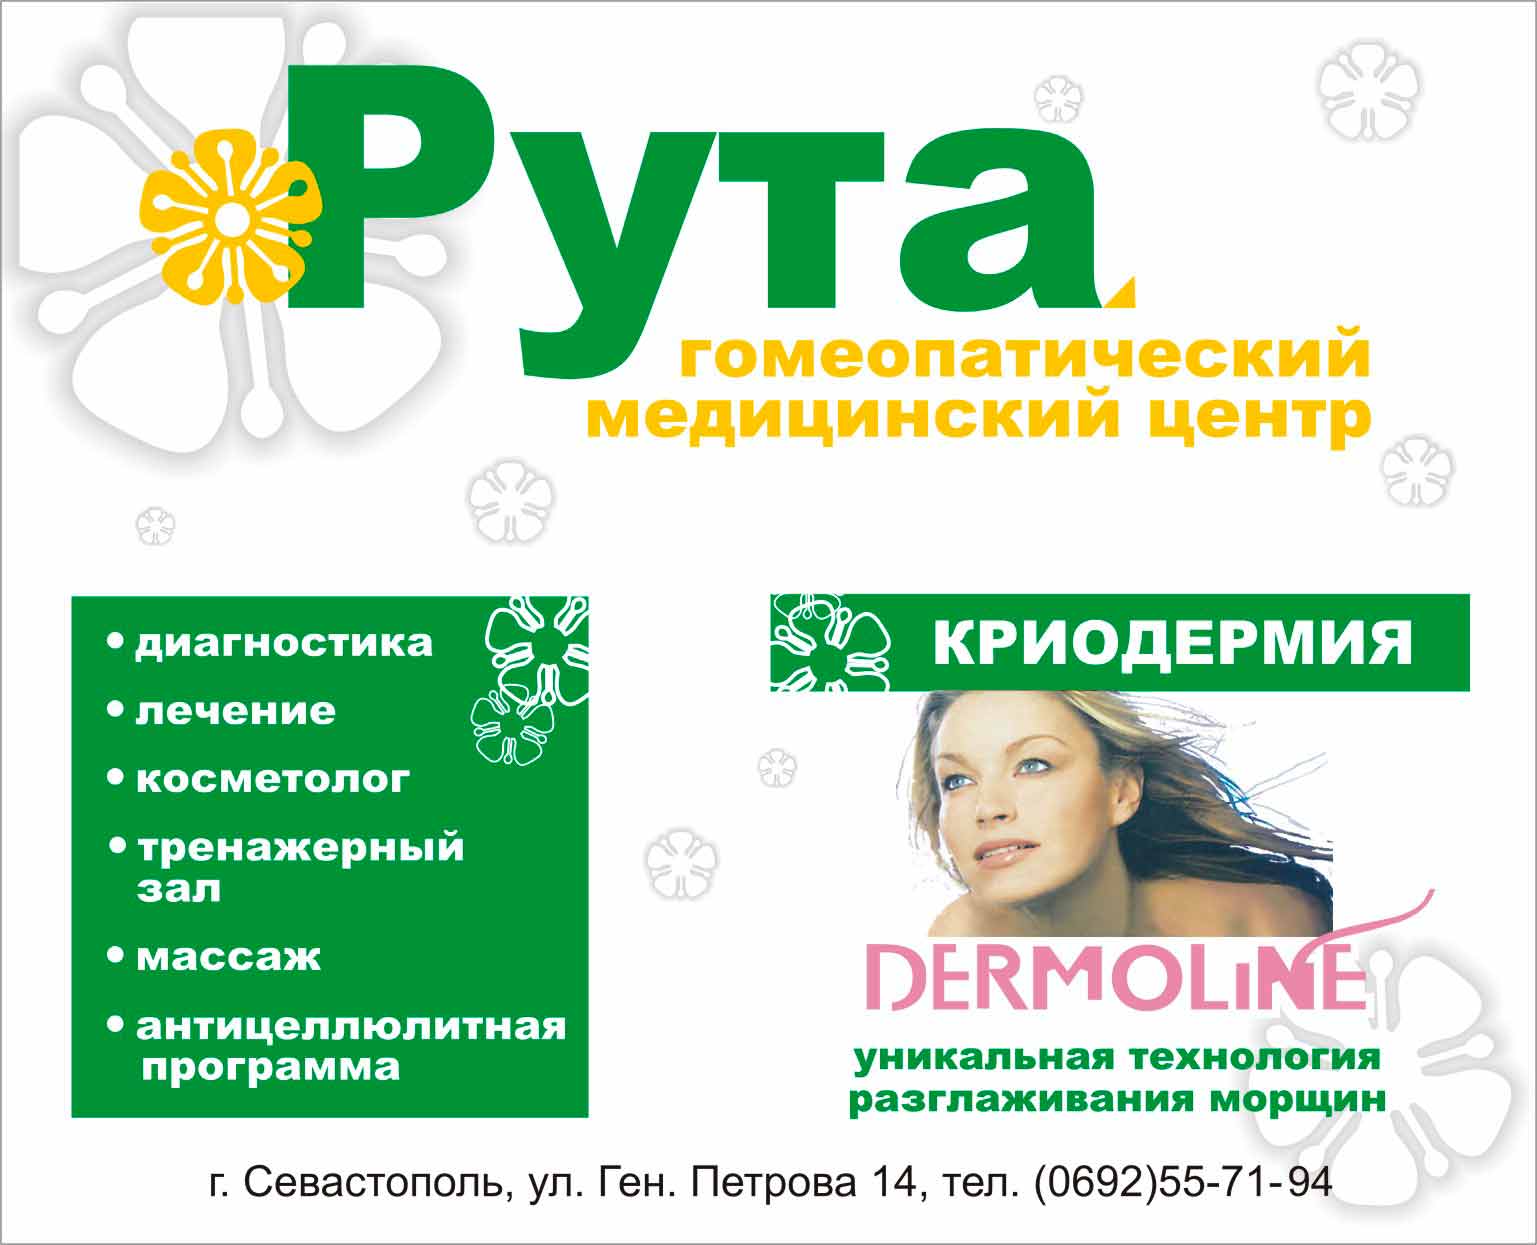 Рута
гомеопатический
медицинский центр
• диагностика
• лечение
• косметолог
• тренажерный
зал
• массаж
• антицеллюлитная
программа
КРИОДЕРМИЯ
DERMOLiNE
уникальная технология
разглаживания морщин
г. Севастополь, ул. Ген. Петрова 14, тел. (0692)55-71-94